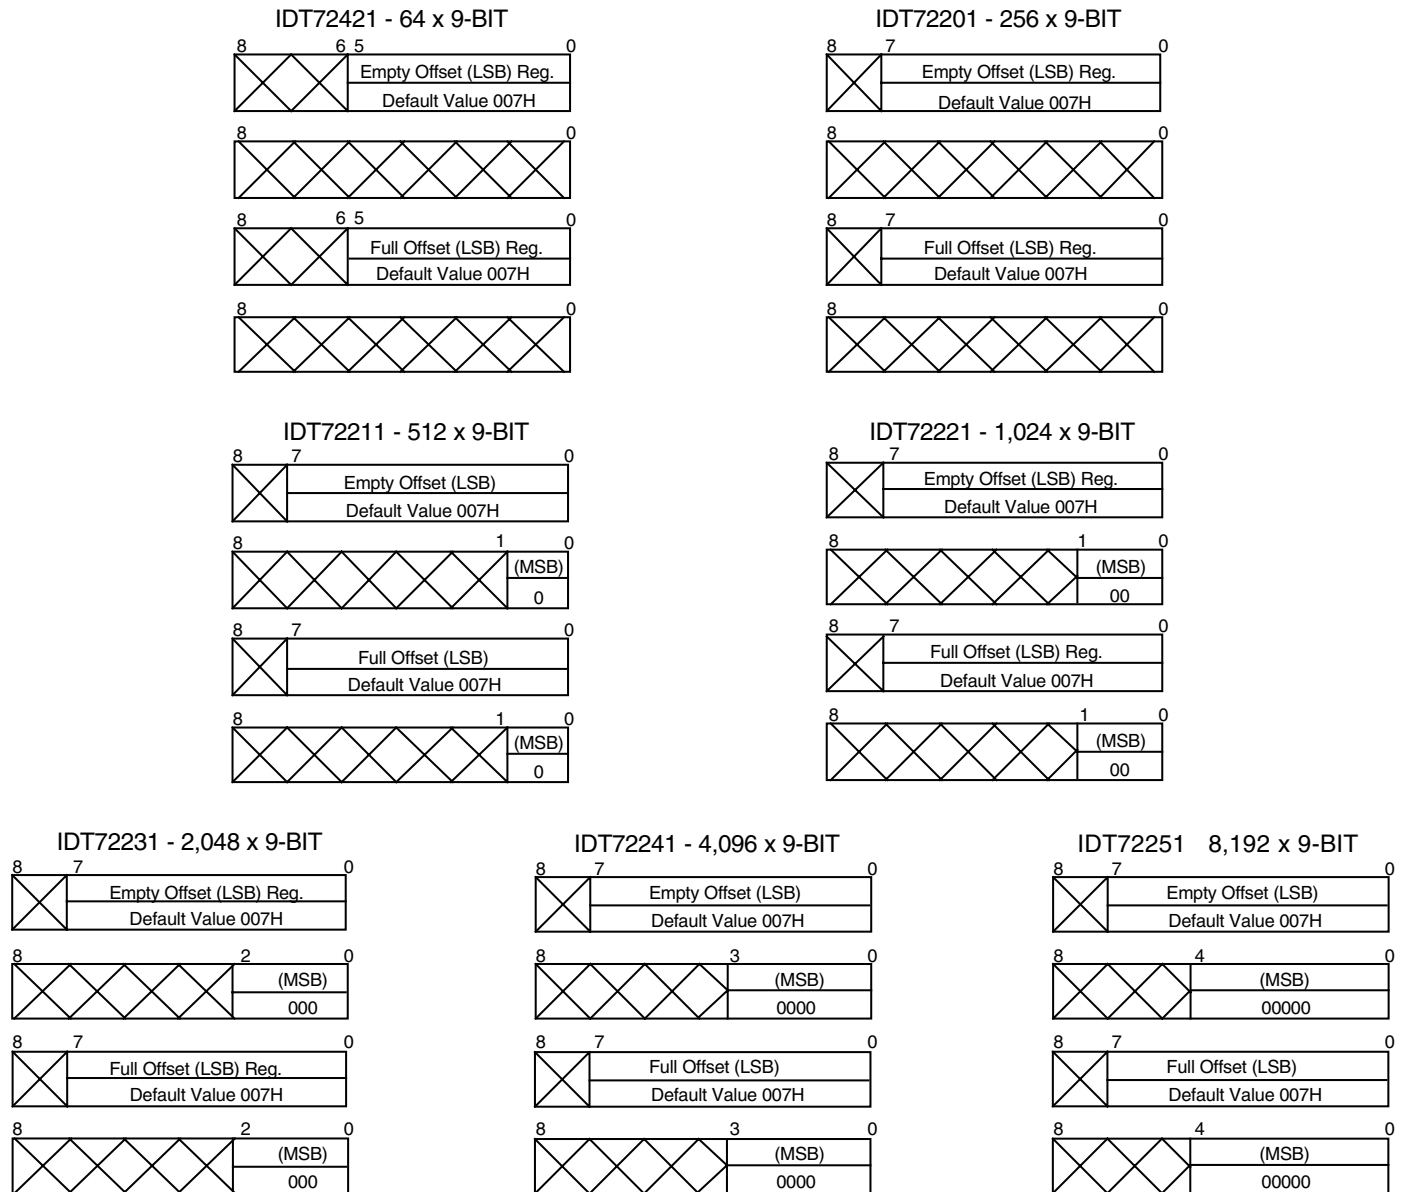 IDT72421 - 64 x 9-BIT
8 6 5 0
Empty Offset (LSB) Reg.
Default Value 007H
8 0
8 6 5 0
Full Offset (LSB) Reg.
Default Value 007H
8 0
IDT72201 - 256 x 9-BIT
8 7 0
Empty Offset (LSB) Reg.
Default Value 007H
8 0
8 7 0
Full Offset (LSB) Reg.
Default Value 007H
8 0
IDT72211 - 512 x 9-BIT
8 7 0
Empty Offset (LSB)
Default Value 007H
8 1 0
(MSB)
0
8 7 0
Full Offset (LSB)
Default Value 007H
8 1 0
(MSB)
0
IDT72221 - 1,024 x 9-BIT
8 7 0
Empty Offset (LSB) Reg.
Default Value 007H
8 1 0
(MSB)
00
8 7 0
Full Offset (LSB) Reg.
Default Value 007H
8 1 0
(MSB)
00
IDT72231 - 2,048 x 9-BIT
8 7 0
Empty Offset (LSB) Reg.
Default Value 007H
8 2 0
(MSB)
000
8 7 0
Full Offset (LSB) Reg.
Default Value 007H
8 2 0
(MSB)
000
IDT72241 - 4,096 x 9-BIT
8 7 0
Empty Offset (LSB)
Default Value 007H
8 3 0
(MSB)
0000
8 7 0
Full Offset (LSB)
Default Value 007H
8 3 0
(MSB)
0000
IDT72251 8,192 x 9-BIT
8 7 0
Empty Offset (LSB)
Default Value 007H
8 4 0
(MSB)
00000
8 7 0
Full Offset (LSB)
Default Value 007H
8 4 0
(MSB)
00000